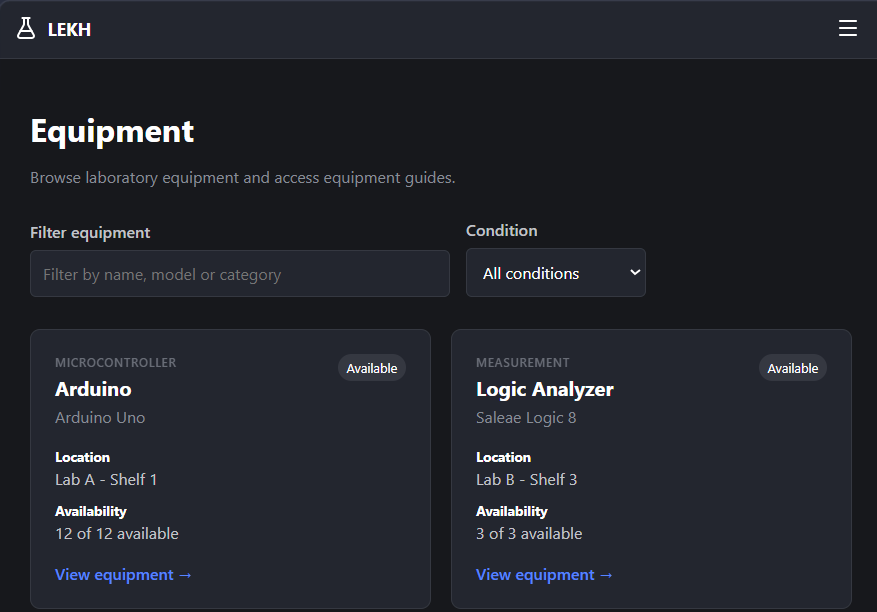 LEKH
Equipment
Browse laboratory equipment and access equipment guides.
Filter equipment
Filter by name, model or category
Condition
All conditions
MICROCONTROLLER
Available
Arduino
Arduino Uno
Location
Lab A - Shelf 1
Availability
12 of 12 available
View equipment →
MEASUREMENT
Available
Logic Analyzer
Saleae Logic 8
Location
Lab B - Shelf 3
Availability
3 of 3 available
View equipment →